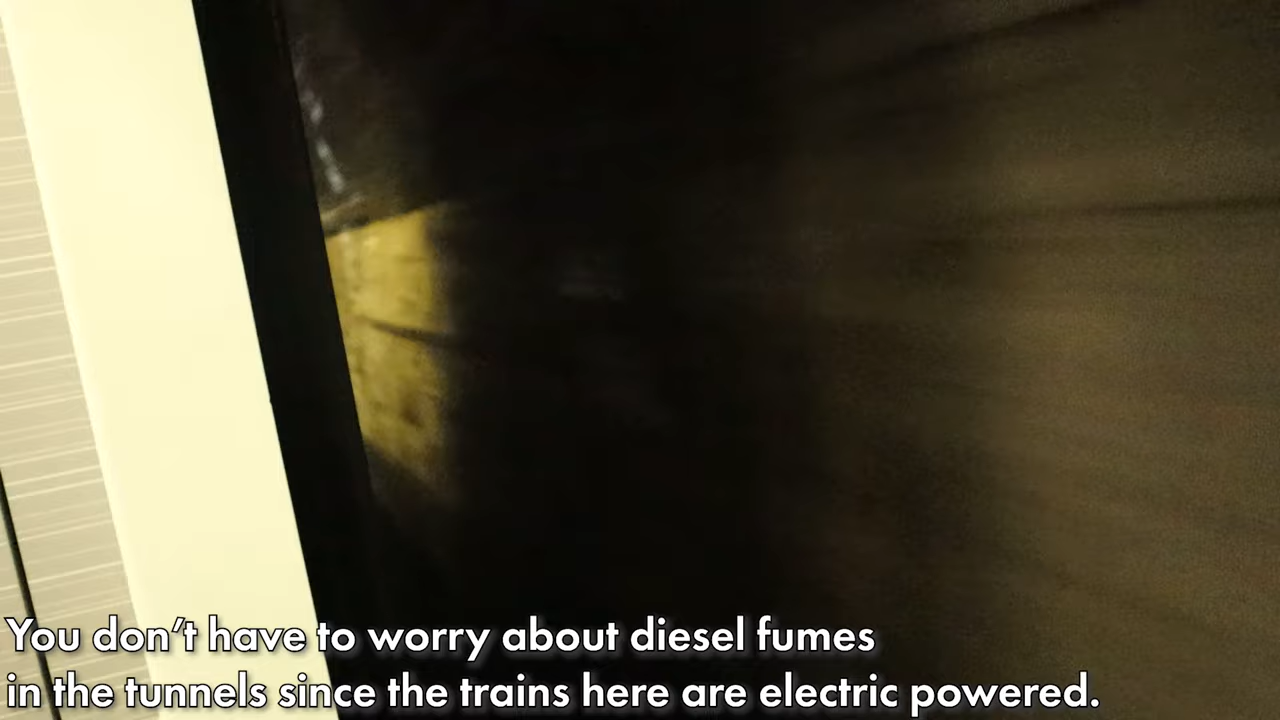 You don't have to worry about diesel fumes
in the tunnels since the trains here are electric powered.